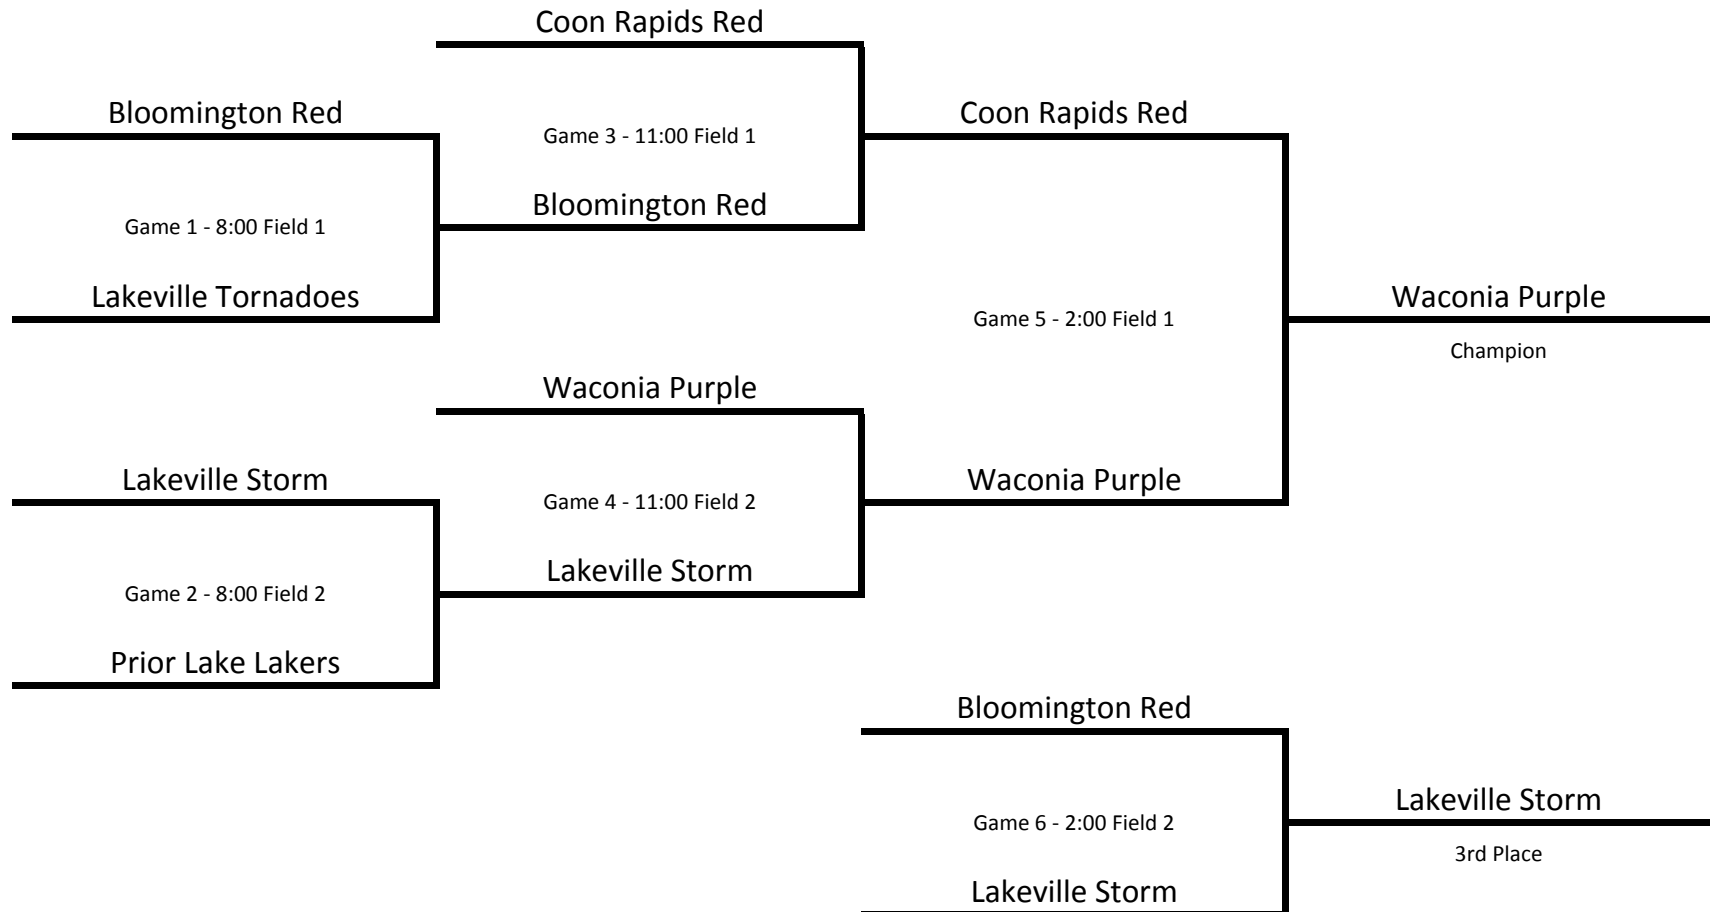 Coon Rapids Red
Bloomington Red
Coon Rapids Red
Game 3 - 11:00 Field 1
Bloomington Red
Game 1 - 8:00 Field 1
Lakeville Tornadoes
Waconia Purple
Game 5 - 2:00 Field 1
Champion
Waconia Purple
Lakeville Storm
Waconia Purple
Game 4 - 11:00 Field 2
Lakeville Storm
Game 2 - 8:00 Field 2
Prior Lake Lakers
Bloomington Red
Lakeville Storm
Game 6 - 2:00 Field 2
3rd Place
Lakeville Storm